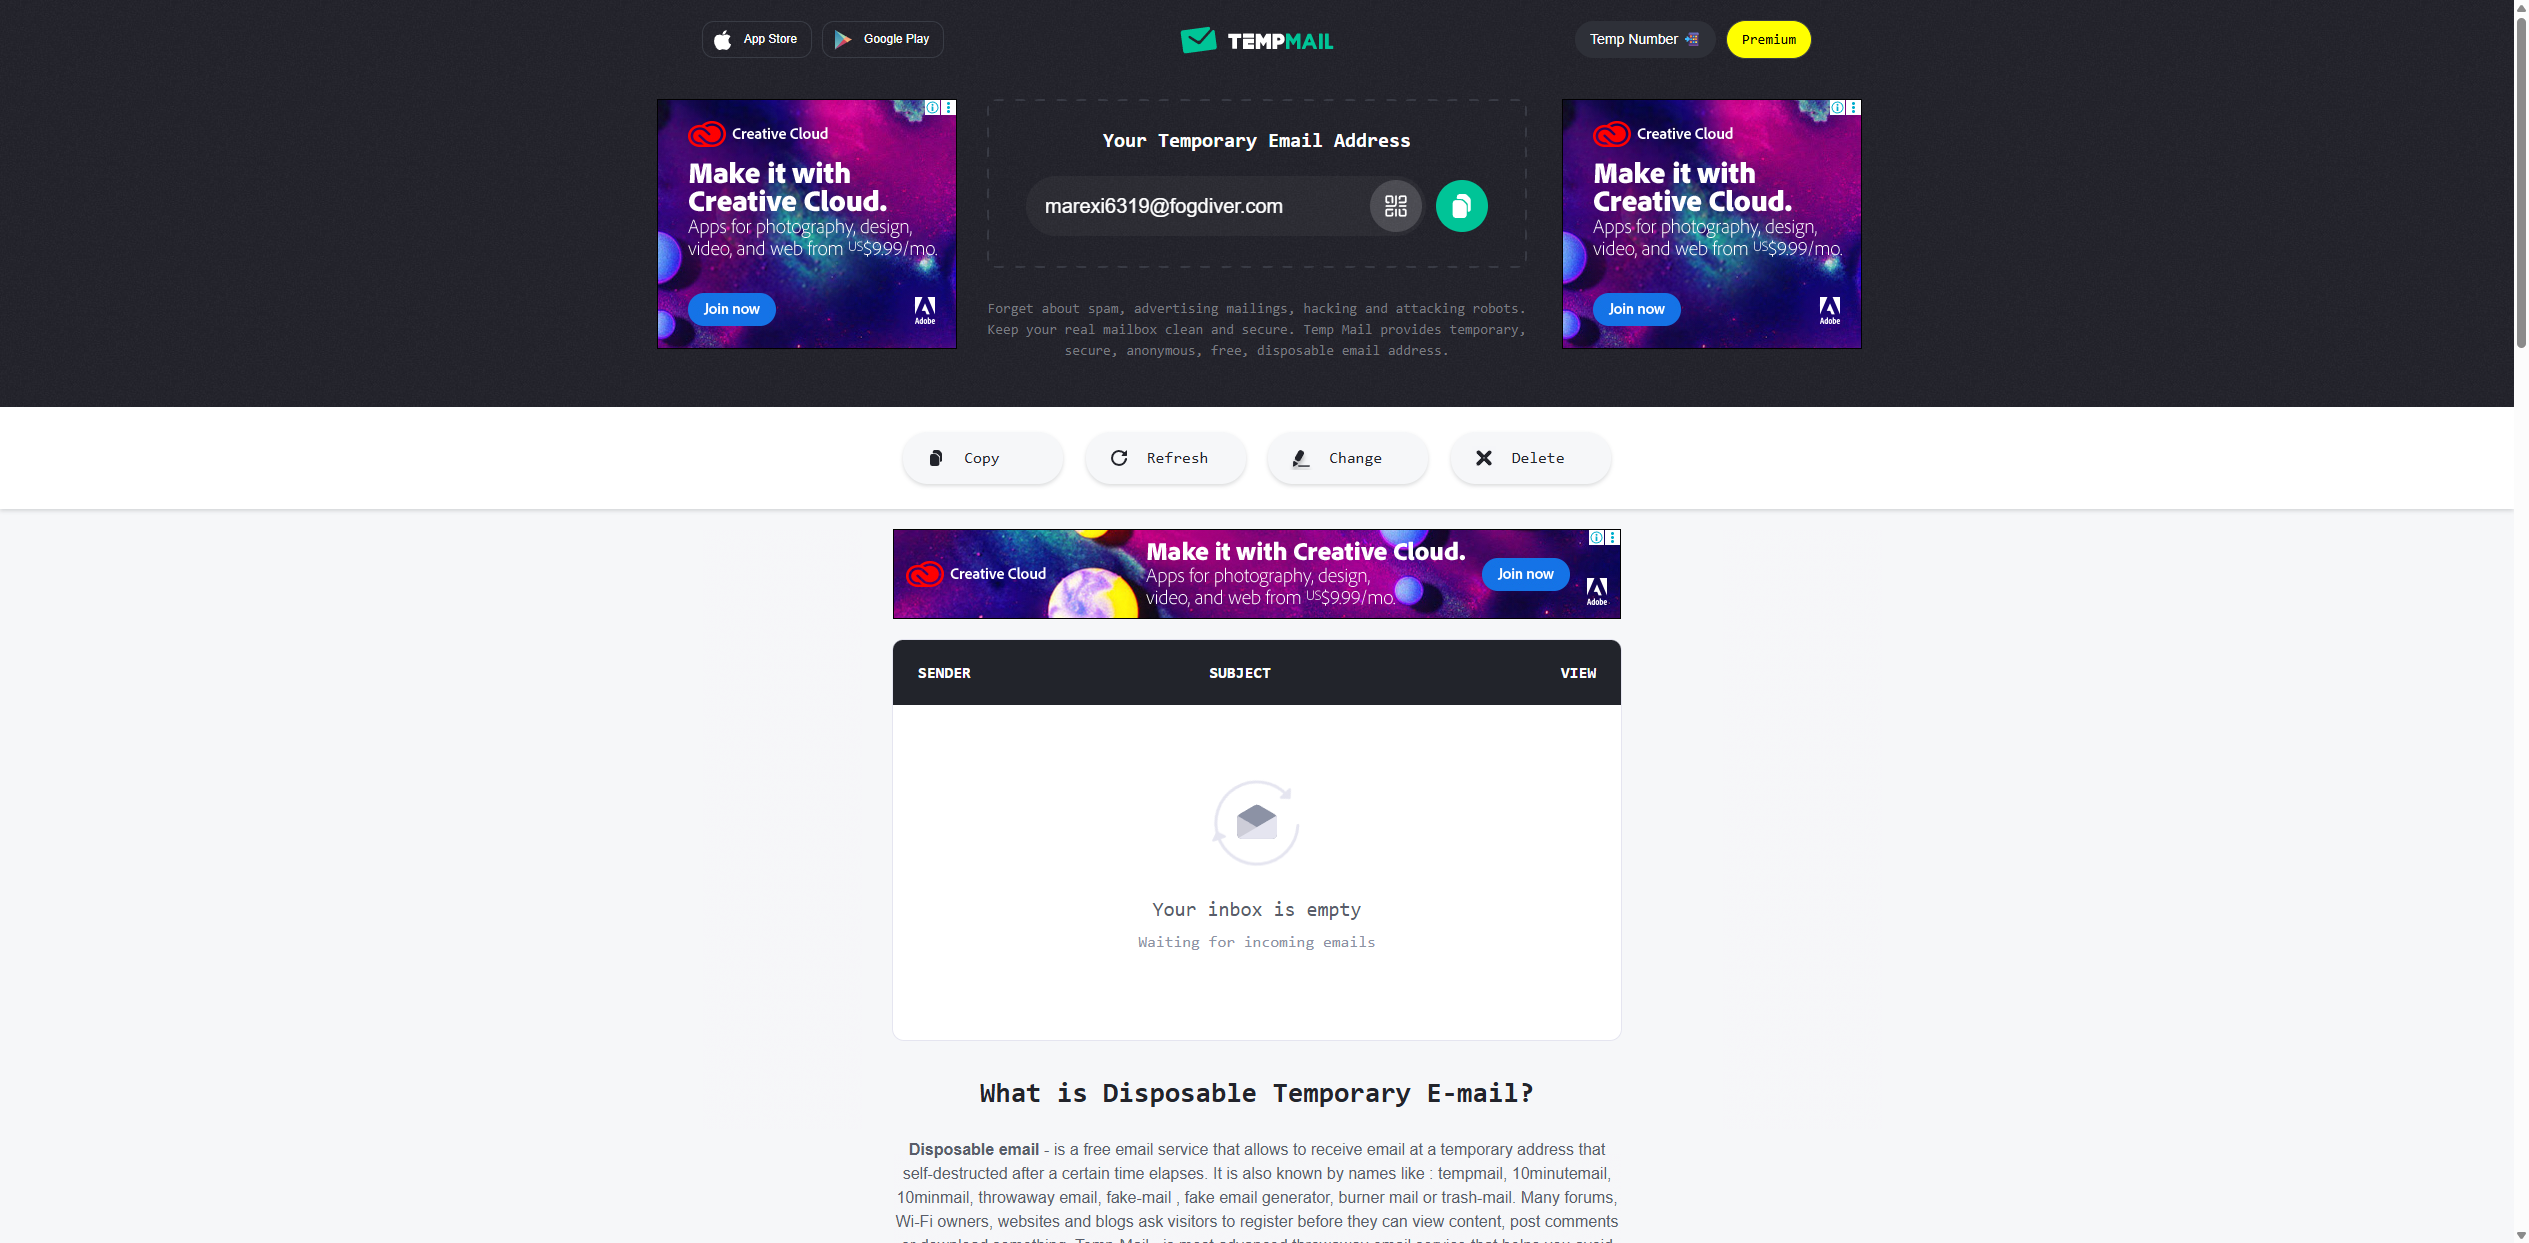 App Store
Google Play
TEMPMAIL
Temp Number
Premium
Creative Cloud
Make it with
Creative Cloud.
Apps for photography, design,
video, and web from US$9.99/mo.
Join now
Adobe
Your Temporary Email Address
marexi6319@fogdiver.com
Forget about spam, advertising mailings, hacking and attacking robots.
Keep your real mailbox clean and secure. Temp Mail provides temporary,
secure, anonymous, free, disposable email address.
Creative Cloud
Make it with
Creative Cloud.
Apps for photography, design,
video, and web from US$9.99/mo.
Join now
Adobe
Copy
Refresh
Change
Delete
Creative Cloud
Make it with Creative Cloud.
Apps for photography, design,
video, and web from US$9.99/mo.
Join now
Adobe
SENDER
SUBJECT
VIEW
Your inbox is empty
Waiting for incoming emails
What is Disposable Temporary E-mail?
Disposable email - is a free email service that allows to receive email at a temporary address that
self-destructed after a certain time elapses. It is also known by names like : tempmail, 10minutemail,
10minmail, throwaway email, fake-mail , fake email generator, burner mail or trash-mail. Many forums,
Wi-Fi owners, websites and blogs ask visitors to register before they can view content, post comments